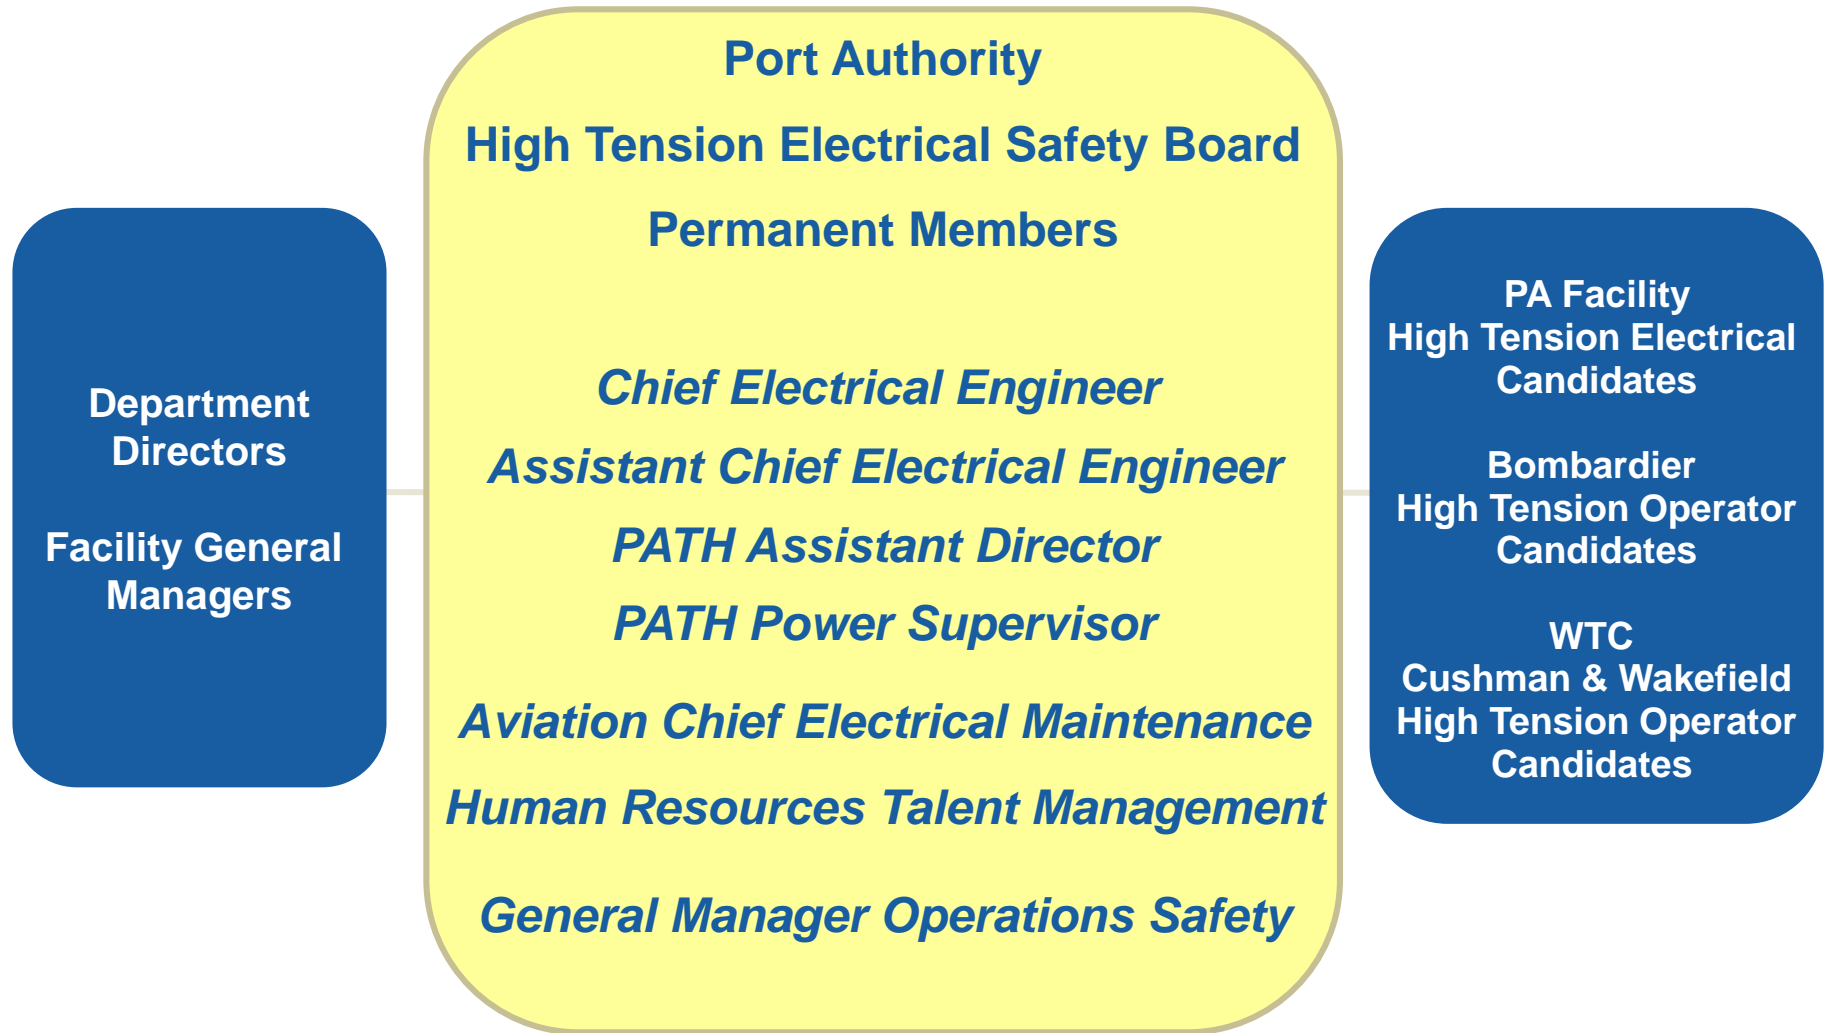 Department
Directors
Facility General
Managers
Port Authority
High Tension Electrical Safety Board
Permanent Members
Chief Electrical Engineer
Assistant Chief Electrical Engineer
PATH Assistant Director
PATH Power Supervisor
Aviation Chief Electrical Maintenance
Human Resources Talent Management
General Manager Operations Safety
PA Facility
High Tension Electrical
Candidates
Bombardier
High Tension Operator
Candidates
WTC
Cushman & Wakefield
High Tension Operator
Candidates